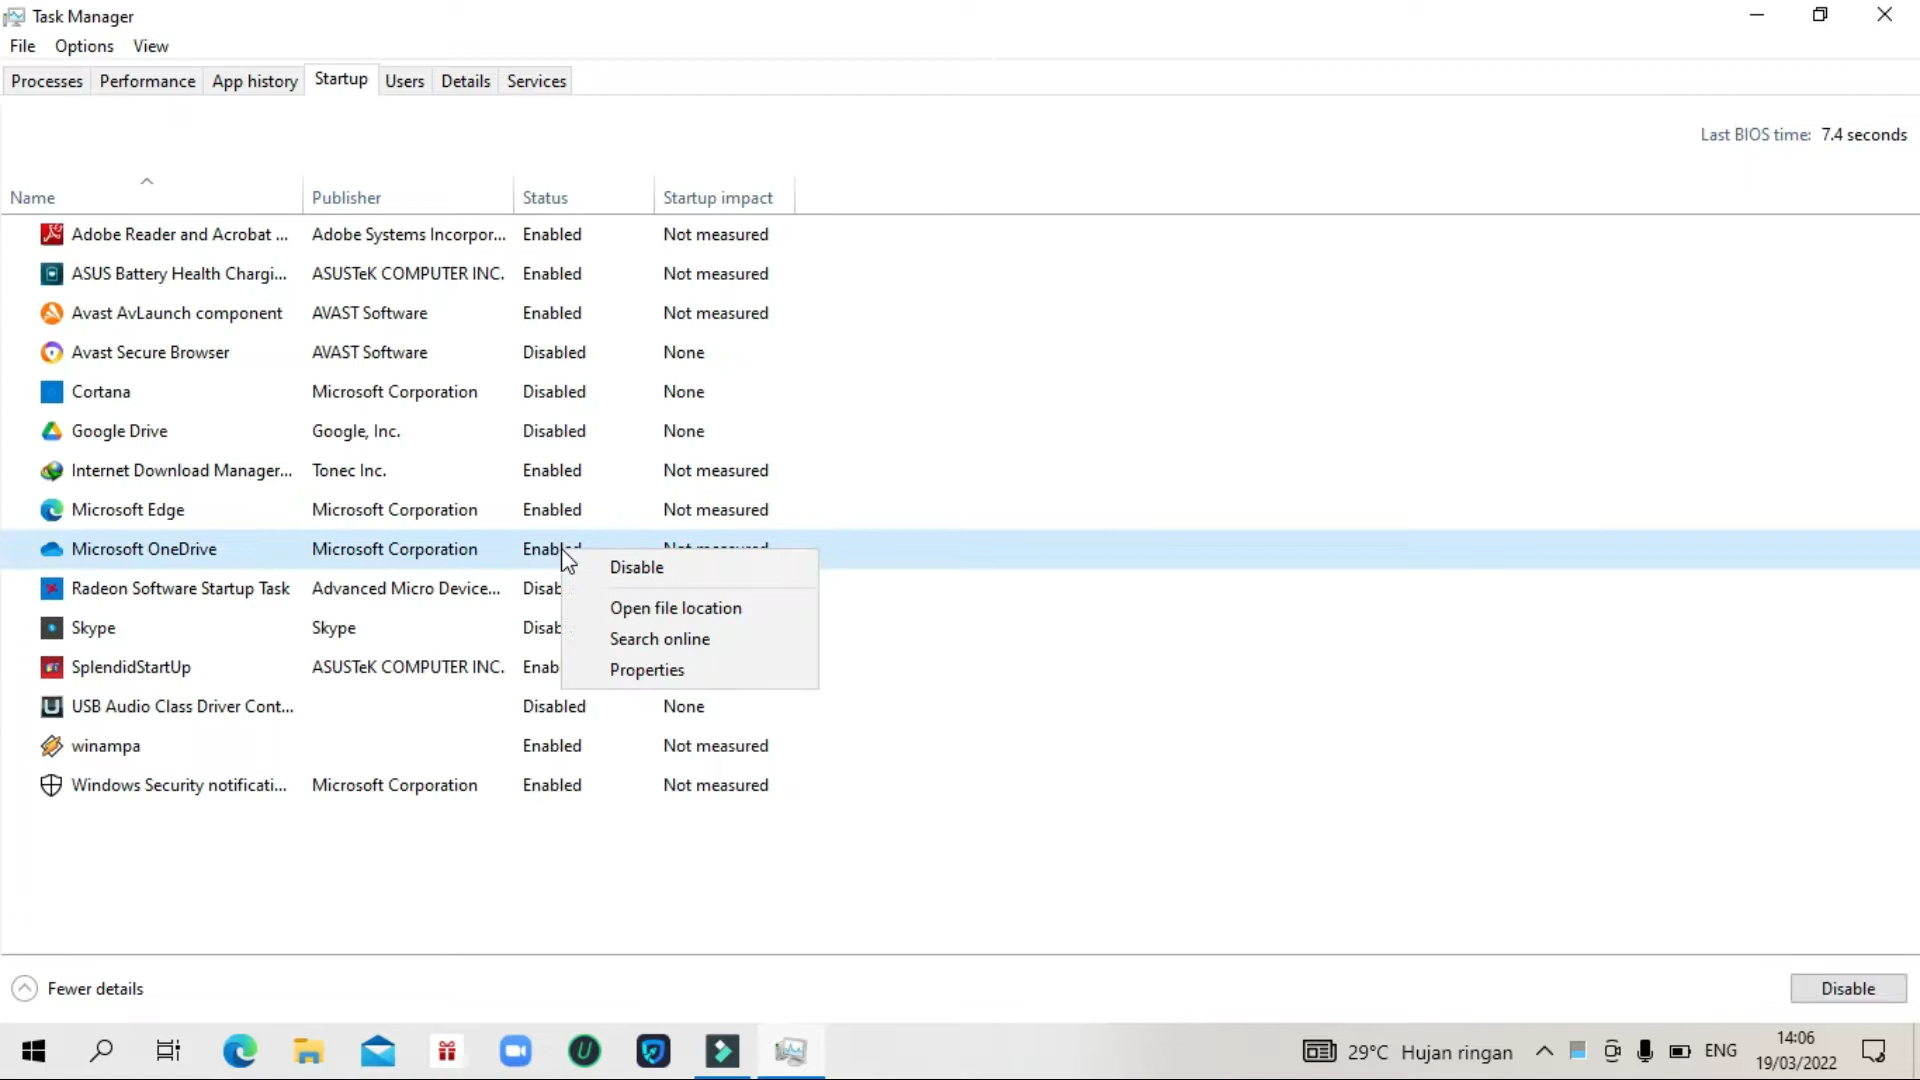 Task Manager
File Options View
Processes Performance App history Startup Users Details Services
Last BIOS time: 7.4 seconds
Name Publisher Status Startup impact
Adobe Reader and Acrobat ... Adobe Systems Incorpor... Enabled Not measured
ASUS Battery Health Chargi... ASUSTeK COMPUTER INC. Enabled Not measured
Avast AvLaunch component AVAST Software Enabled Not measured
Avast Secure Browser AVAST Software Disabled None
Cortana Microsoft Corporation Disabled None
Google Drive Google, Inc. Disabled None
Internet Download Manager... Tonec Inc. Enabled Not measured
Microsoft Edge Microsoft Corporation Enabled Not measured
Microsoft OneDrive Microsoft Corporation Enabled Not measured
Disable
Radeon Software Startup Task Advanced Micro Device... Disab
Open file location
Skype Skype Disab
Search online
SplendidStartUp ASUSTeK COMPUTER INC. Enab
Properties
USB Audio Class Driver Cont... Disabled None
winampa Enabled Not measured
Windows Security notificati... Microsoft Corporation Enabled Not measured
Fewer details Disable
29°C Hujan ringan ENG 14:06
19/03/2022